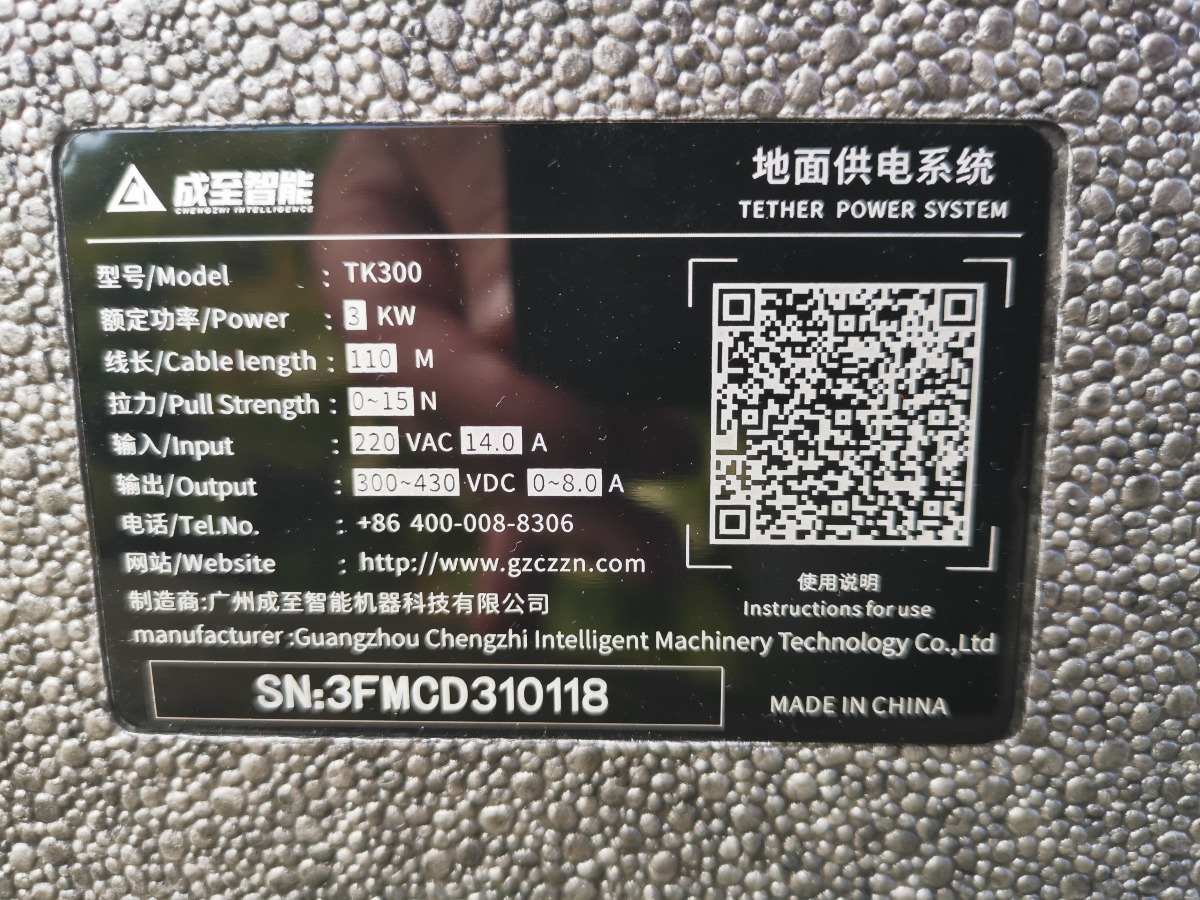 成至智能
CHENGZHI INTELLIGENCE
地面供电系统
TETHER POWER SYSTEM
型号/Model : TK300
额定功率/Power : 3 KW
线长/Cable length : 110 M
拉力/Pull Strength : 0~15 N
输入/Input : 220 VAC 14.0 A
输出/Output : 300~430 VDC 0~8.0 A
电话/Tel.No. : +86 400-008-8306
网站/Website : http://www.gzczzn.com
制造商:广州成至智能机器科技有限公司
manufacturer :Guangzhou Chengzhi Intelligent Machinery Technology Co.,Ltd
使用说明
Instructions for use
SN:3FMCD310118
MADE IN CHINA